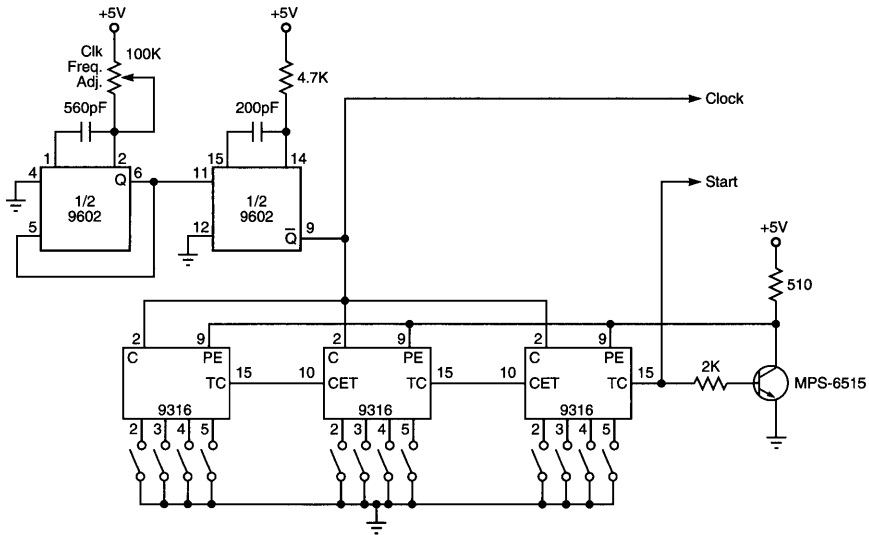 +5V
+5V
Clk
Freq.
Adj.
100K
4.7K
560pF
200pF
Clock
1
2
15
14
4
Q
6
11
Start
1/2
9602
1/2
9602
5
12
Q̅
9
+5V
510
2
9
2
9
2
9
C
PE
C
PE
C
PE
TC
15
10
CET
TC
15
10
CET
TC
15
2K
MPS-6515
9316
9316
9316
2
3
4
5
2
3
4
5
2
3
4
5